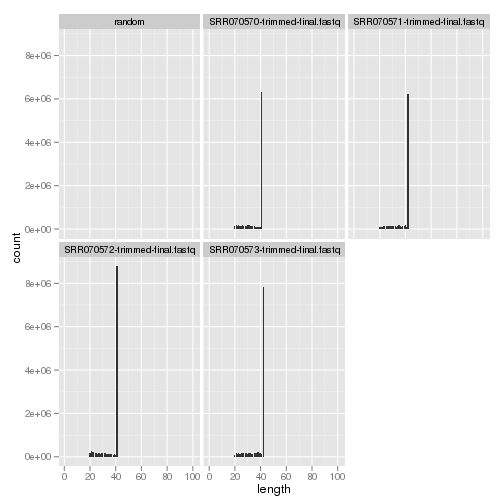 random
SRR070570-trimmed-final.fastq
SRR070571-trimmed-final.fastq
8e+06
6e+06
4e+06
2e+06
0e+00
count
SRR070572-trimmed-final.fastq
SRR070573-trimmed-final.fastq
8e+06
6e+06
4e+06
2e+06
0e+00
0 20 40 60 80 100
0 20 40 60 80 100
length